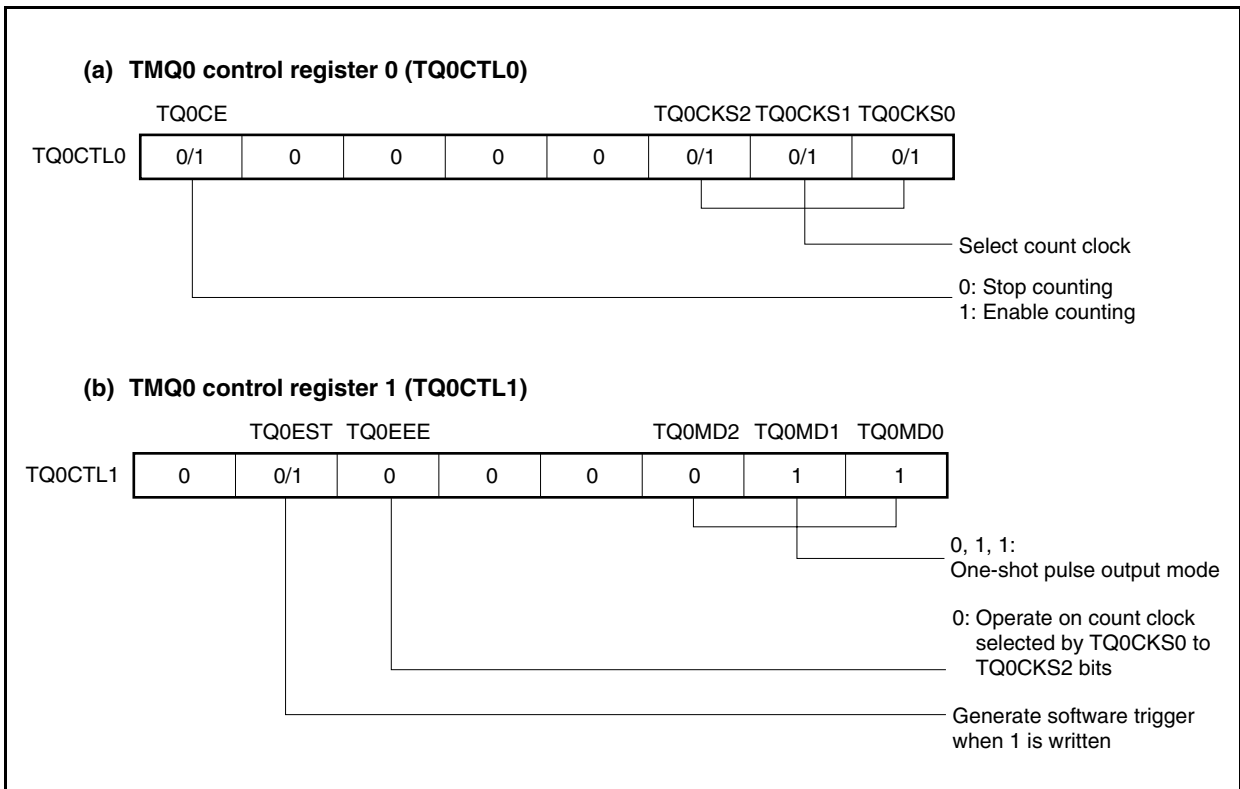 (a) TMQ0 control register 0 (TQ0CTL0)
TQ0CE TQ0CKS2 TQ0CKS1 TQ0CKS0
TQ0CTL0 0/1 0 0 0 0 0/1 0/1 0/1
Select count clock
0: Stop counting
1: Enable counting
(b) TMQ0 control register 1 (TQ0CTL1)
TQ0EST TQ0EEE TQ0MD2 TQ0MD1 TQ0MD0
TQ0CTL1 0 0/1 0 0 0 0 1 1
0, 1, 1:
One-shot pulse output mode
0: Operate on count clock
selected by TQ0CKS0 to
TQ0CKS2 bits
Generate software trigger
when 1 is written